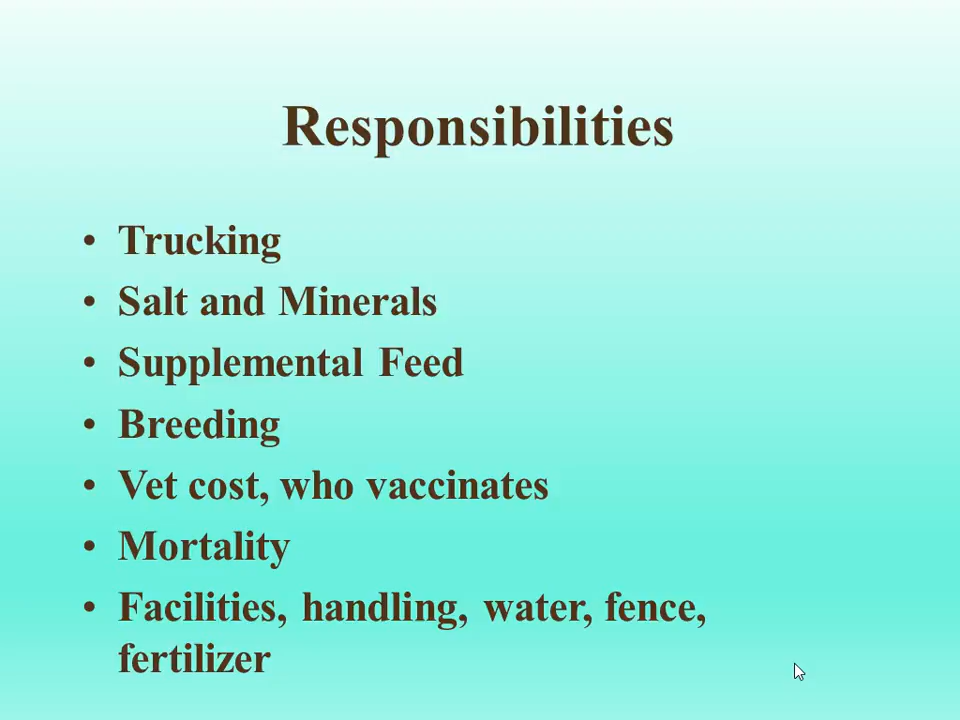 Responsibilities
• Trucking
• Salt and Minerals
• Supplemental Feed
• Breeding
• Vet cost, who vaccinates
• Mortality
• Facilities, handling, water, fence,
fertilizer